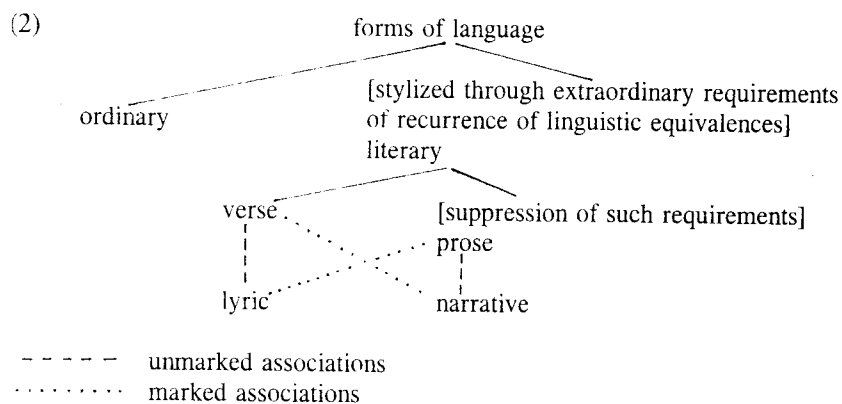 (2)
forms of language
ordinary
[stylized through extraordinary requirements
of recurrence of linguistic equivalences]
literary
verse
[suppression of such requirements]
prose
lyric
narrative
unmarked associations
marked associations